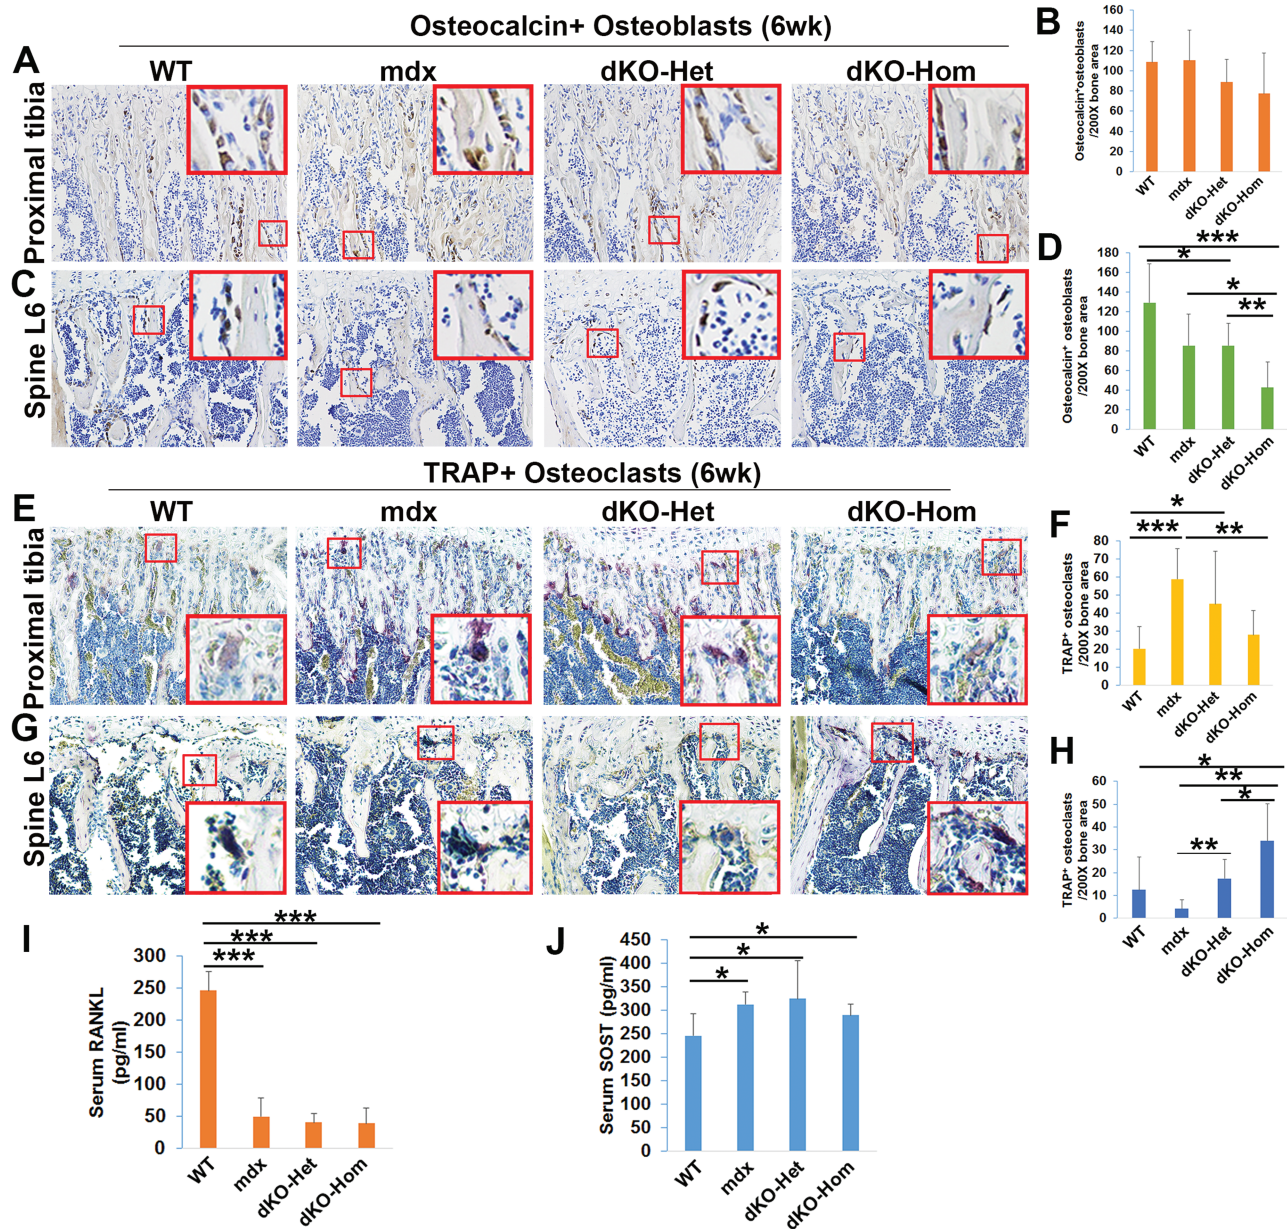 Osteocalcin+ Osteoblasts (6wk)
A
WT
mdx
dKO-Het
dKO-Hom
Proximal tibia
C
Spine L6
B
Osteocalcin+osteoblasts
/200X bone area
160
140
120
100
80
60
40
20
0
WT
mdx
dKO-Het
dKO-Hom
D
Osteocalcin+ osteoblasts
/200X bone area
***
*
*
**
180
160
140
120
100
80
60
40
20
0
WT
mdx
dKO-Het
dKO-Hom
TRAP+ Osteoclasts (6wk)
E
WT
mdx
dKO-Het
dKO-Hom
Proximal tibia
G
Spine L6
F
TRAP+ osteoclasts
/200X bone area
*
***
**
80
70
60
50
40
30
20
10
0
WT
mdx
dKO-Het
dKO-Hom
H
TRAP+ osteoclasts
/200X bone area
*
**
*
**
60
50
40
30
20
10
0
WT
mdx
dKO-Het
dKO-Hom
I
Serum RANKL
(pg/ml)
***
***
***
300
250
200
150
100
50
0
WT
mdx
dKO-Het
dKO-Hom
J
Serum SOST (pg/ml)
*
*
*
450
400
350
300
250
200
150
100
50
0
WT
mdx
dKO-Het
dKO-Hom